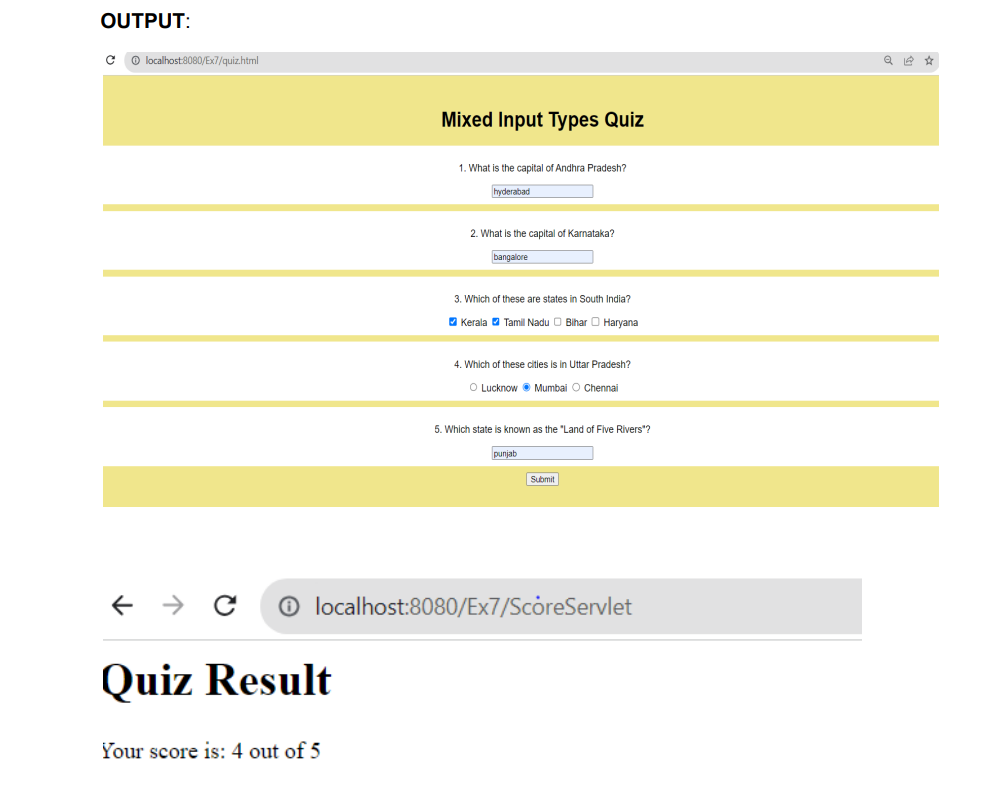 OUTPUT:
localhost:8080/Ex7/quiz.html
Mixed Input Types Quiz
1. What is the capital of Andhra Pradesh?
hyderabad
2. What is the capital of Karnataka?
bangalore
3. Which of these are states in South India?
Kerala Tamil Nadu Bihar Haryana
4. Which of these cities is in Uttar Pradesh?
Lucknow Mumbai Chennai
5. Which state is known as the "Land of Five Rivers"?
punjab
Submit
localhost:8080/Ex7/ScoreServlet
Quiz Result
Your score is: 4 out of 5